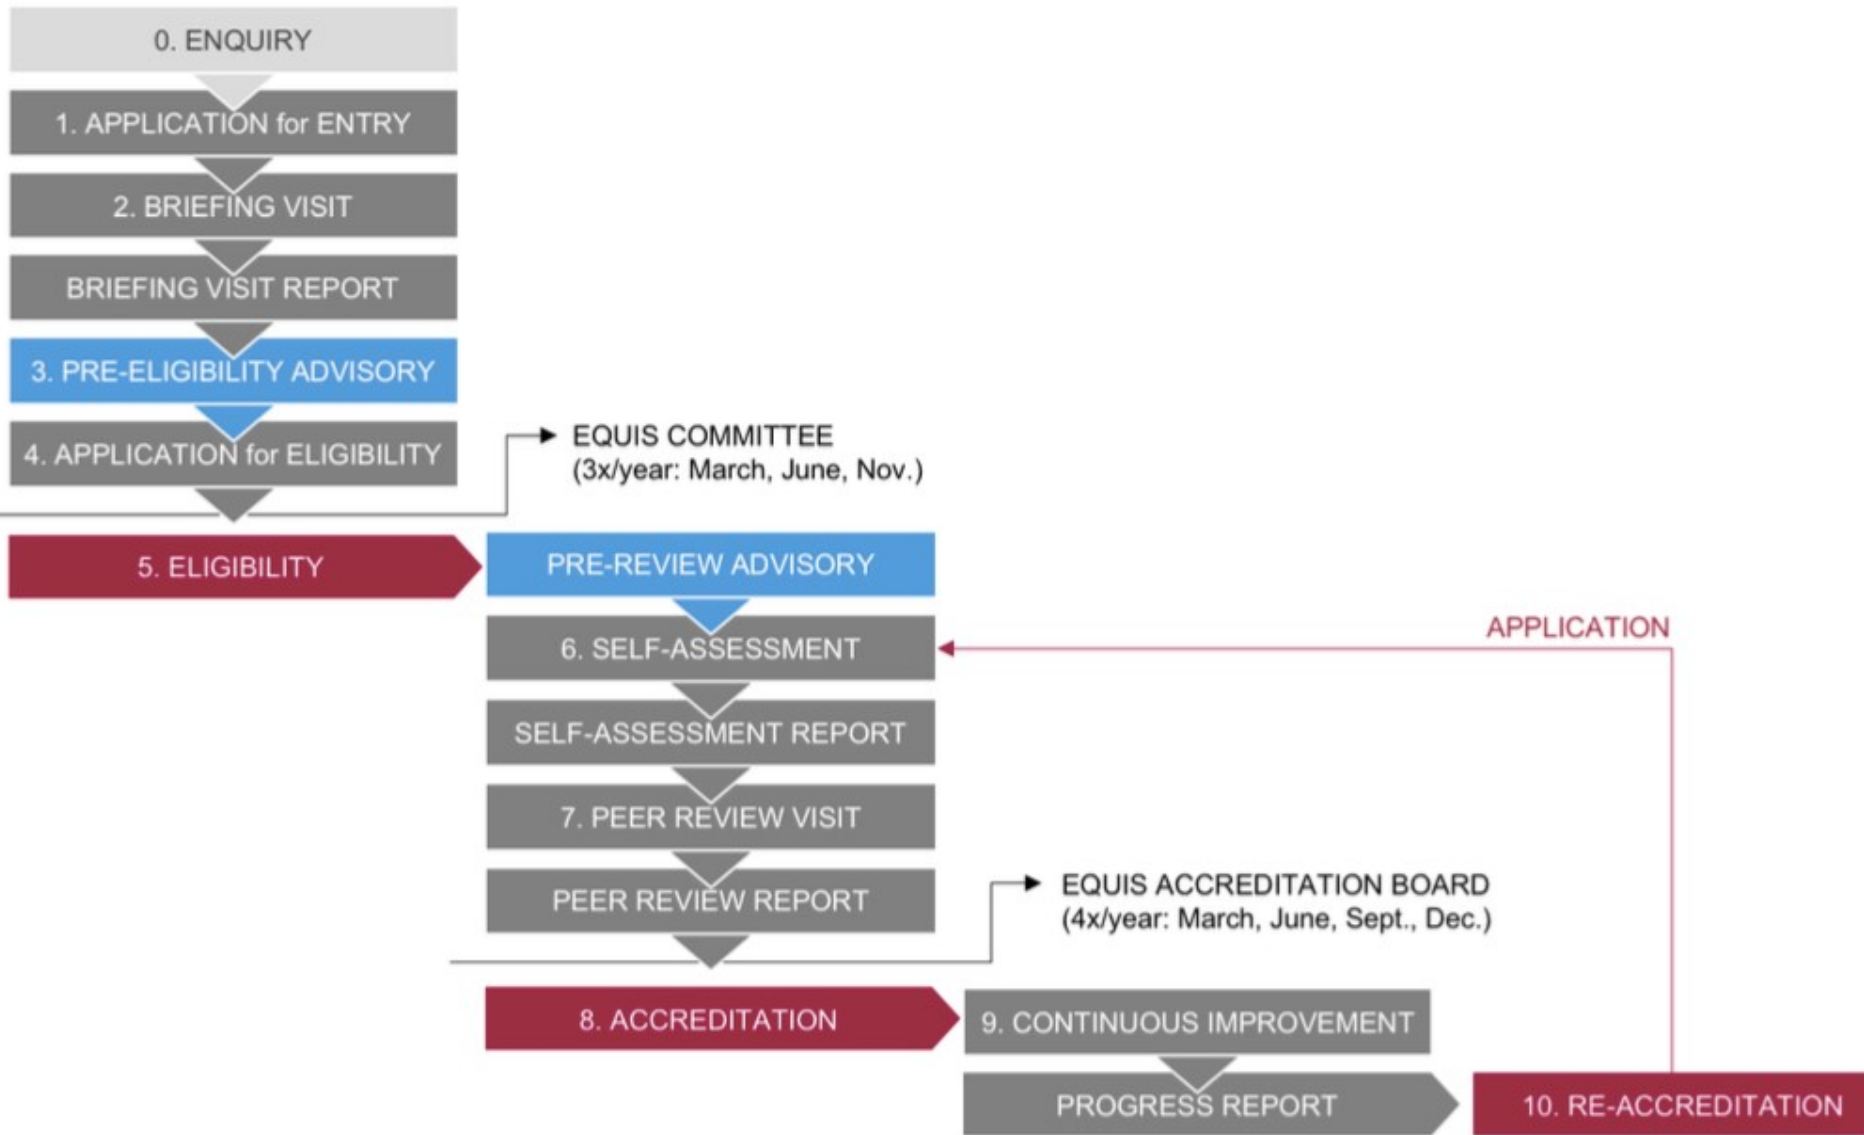 0. ENQUIRY
1. APPLICATION for ENTRY
2. BRIEFING VISIT
BRIEFING VISIT REPORT
3. PRE-ELIGIBILITY ADVISORY
4. APPLICATION for ELIGIBILITY
EQUIS COMMITTEE
(3x/year: March, June, Nov.)
5. ELIGIBILITY
PRE-REVIEW ADVISORY
6. SELF-ASSESSMENT
APPLICATION
SELF-ASSESSMENT REPORT
7. PEER REVIEW VISIT
PEER REVIEW REPORT
EQUIS ACCREDITATION BOARD
(4x/year: March, June, Sept., Dec.)
8. ACCREDITATION
9. CONTINUOUS IMPROVEMENT
PROGRESS REPORT
10. RE-ACCREDITATION